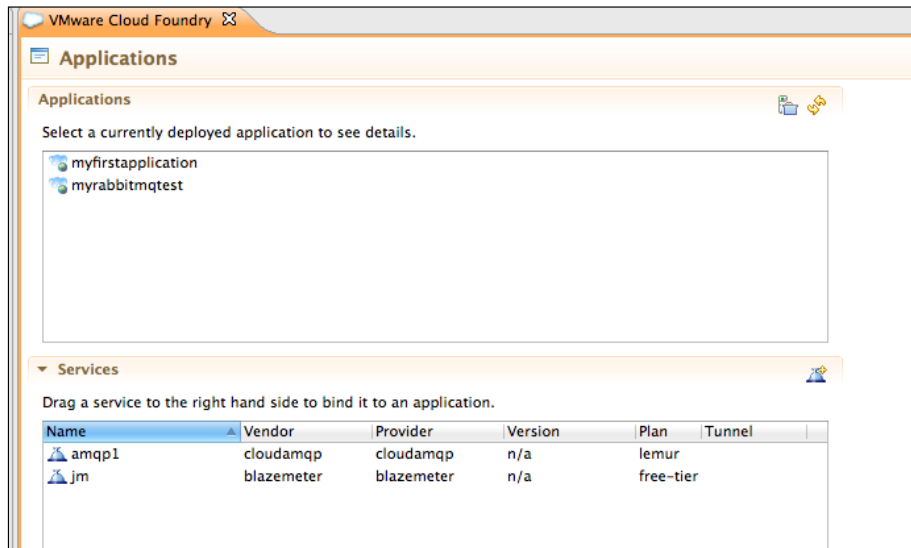 VMware Cloud Foundry
Applications
Applications
Select a currently deployed application to see details.
myfirstapplication
myrabbitmqtest
Services
Drag a service to the right hand side to bind it to an application.
Name Vendor Provider Version Plan Tunnel
amqp1 cloudamqp cloudamqp n/a lemur
jm blazemeter blazemeter n/a free-tier